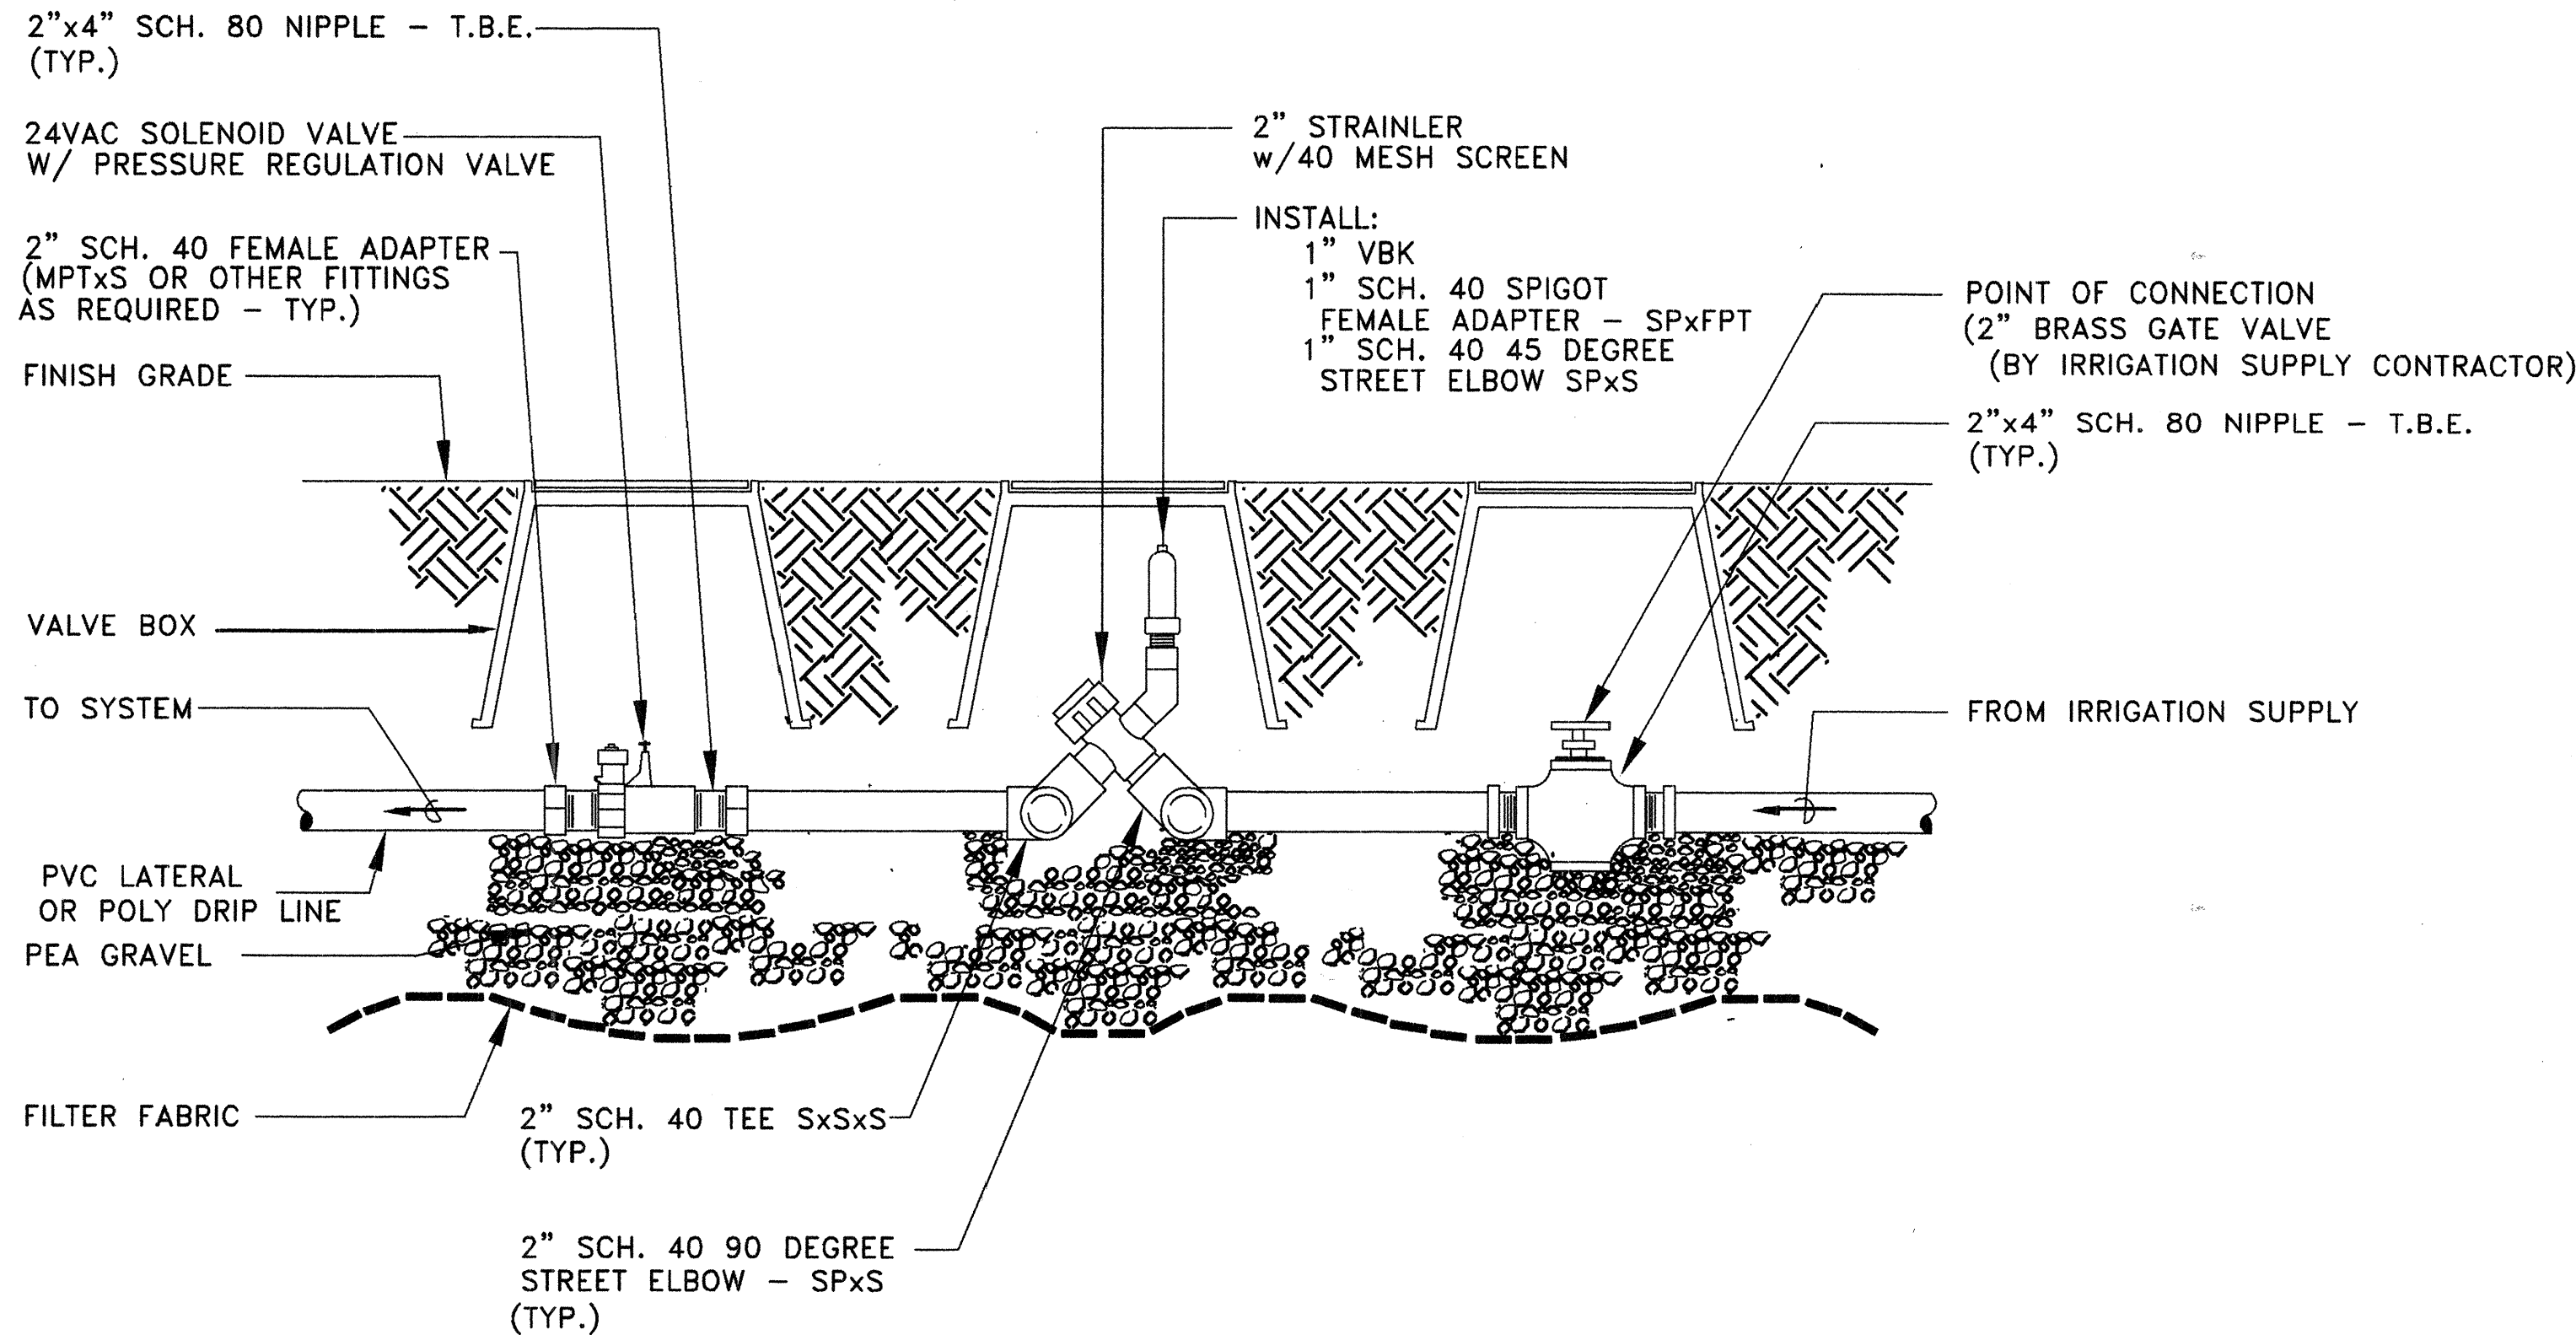 2"x4" SCH. 80 NIPPLE - T.B.E.
(TYP.)
24VAC SOLENOID VALVE
W/ PRESSURE REGULATION VALVE
2" SCH. 40 FEMALE ADAPTER
(MPTxS OR OTHER FITTINGS
AS REQUIRED - TYP.)
FINISH GRADE
VALVE BOX
TO SYSTEM
PVC LATERAL
OR POLY DRIP LINE
PEA GRAVEL
FILTER FABRIC
2" SCH. 40 TEE SxSxS
(TYP.)
2" SCH. 40 90 DEGREE
STREET ELBOW - SPxS
(TYP.)
2" STRAINLER
w/40 MESH SCREEN
INSTALL:
1" VBK
1" SCH. 40 SPIGOT
FEMALE ADAPTER - SPxFPT
1" SCH. 40 45 DEGREE
STREET ELBOW SPxS
POINT OF CONNECTION
(2" BRASS GATE VALVE
(BY IRRIGATION SUPPLY CONTRACTOR)
2"x4" SCH. 80 NIPPLE - T.B.E.
(TYP.)
FROM IRRIGATION SUPPLY